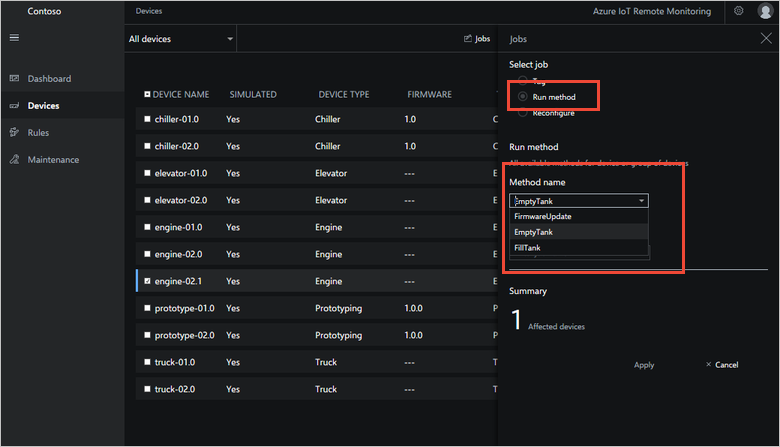 Contoso
Devices
Azure IoT Remote Monitoring
All devices
Jobs
Jobs
Dashboard
Devices
Rules
Maintenance
DEVICE NAME SIMULATED DEVICE TYPE FIRMWARE
chiller-01.0 Yes Chiller 1.0 C
chiller-02.0 Yes Chiller 1.0 C
elevator-01.0 Yes Elevator --- E
elevator-02.0 Yes Elevator --- E
engine-01.0 Yes Engine --- E
engine-02.0 Yes Engine --- E
engine-02.1 Yes Engine --- E
prototype-01.0 Yes Prototyping 1.0.0 P
prototype-02.0 Yes Prototyping 1.0.0 P
truck-01.0 Yes Truck --- T
truck-02.0 Yes Truck --- T
Select job
Tag
Run method
Reconfigure
Run method
All available methods for device or group of devices
Method name
EmptyTank
FirmwareUpdate
EmptyTank
FillTank
Summary
1 Affected devices
Apply
Cancel